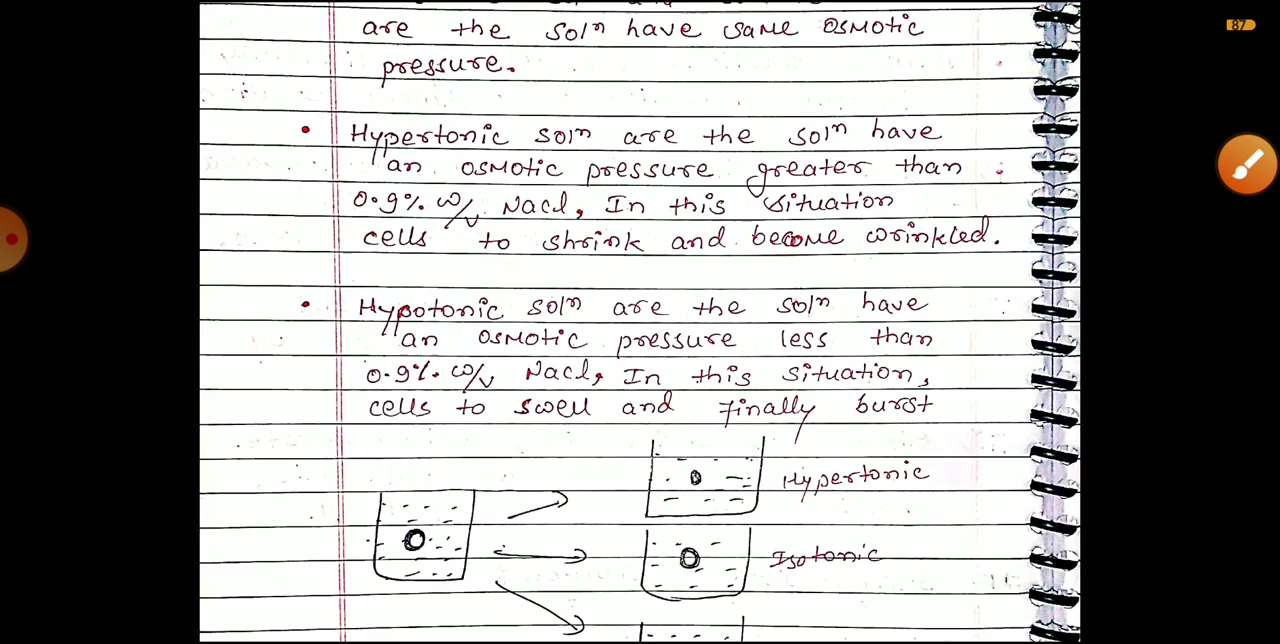 are the solⁿ have same osmotic
pressure.
• Hypertonic solⁿ are the solⁿ have
an osmotic pressure greater than
0.9% w/v Nacl, In this situation
cells to shrink and become wrinkled.
• Hypotonic solⁿ are the solⁿ have
an osmotic pressure less than
0.9% w/v Nacl, In this situation,
cells to swell and finally burst
Hypertonic
Isotonic
87